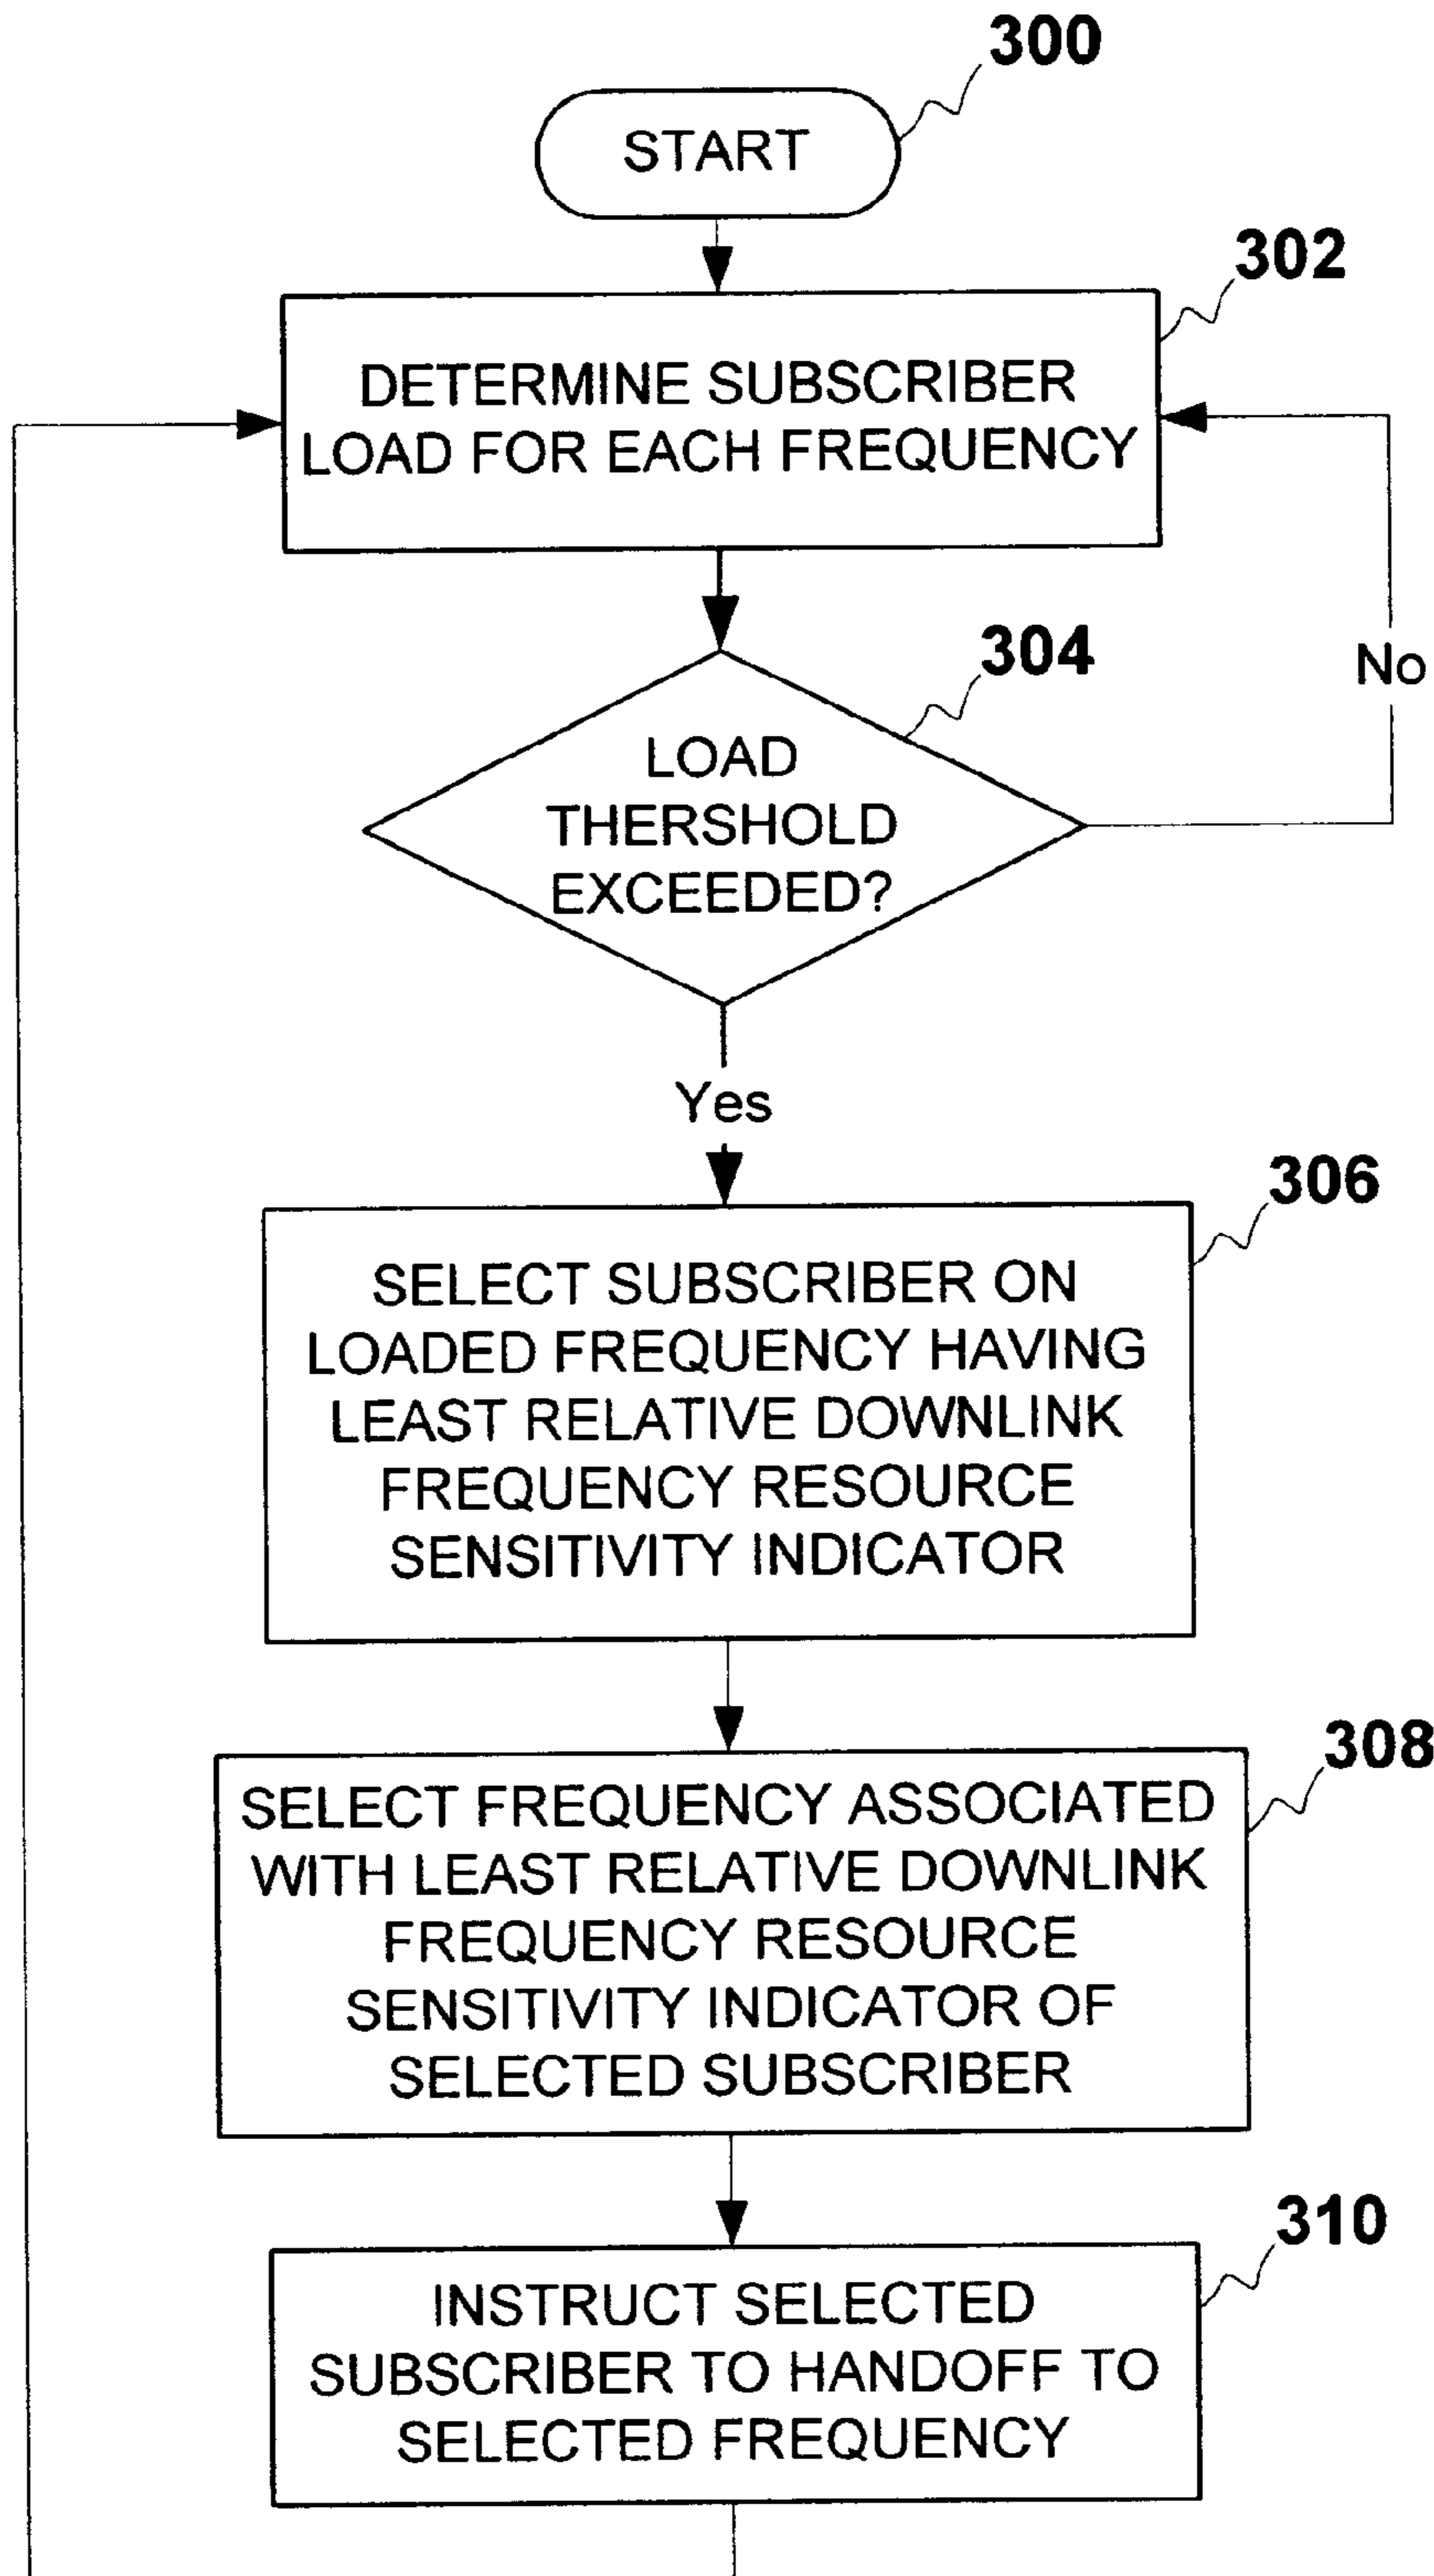 300
START
302
DETERMINE SUBSCRIBER
LOAD FOR EACH FREQUENCY
304
No
LOAD
THERSHOLD
EXCEEDED?
Yes
306
SELECT SUBSCRIBER ON
LOADED FREQUENCY HAVING
LEAST RELATIVE DOWNLINK
FREQUENCY RESOURCE
SENSITIVITY INDICATOR
308
SELECT FREQUENCY ASSOCIATED
WITH LEAST RELATIVE DOWNLINK
FREQUENCY RESOURCE
SENSITIVITY INDICATOR OF
SELECTED SUBSCRIBER
310
INSTRUCT SELECTED
SUBSCRIBER TO HANDOFF TO
SELECTED FREQUENCY